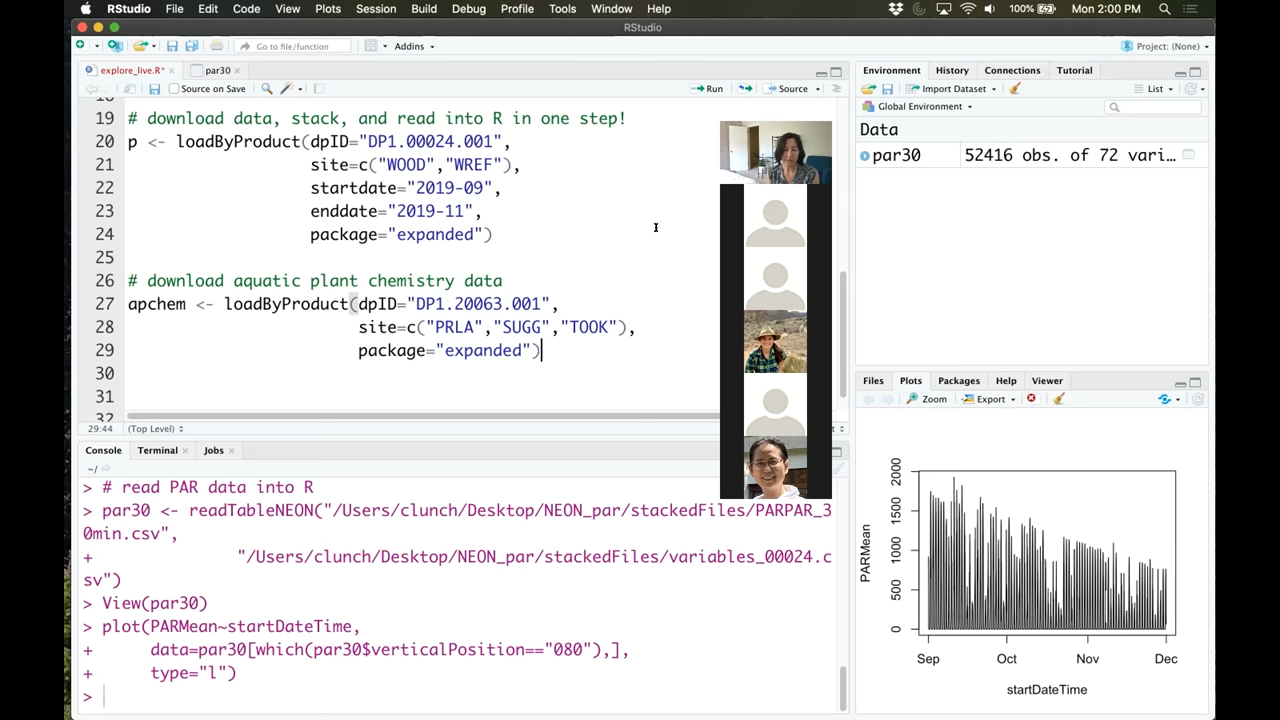 RStudio File Edit Code View Plots Session Build Debug Profile Tools Window Help 100% Mon 2:00 PM
RStudio
Go to file/function Addins Project: (None)
explore_live.R* par30
Source on Save Run Source
18
19 # download data, stack, and read into R in one step!
20 p <- loadByProduct(dpID="DP1.00024.001",
21 site=c("WOOD","WREF"),
22 startdate="2019-09",
23 enddate="2019-11",
24 package="expanded")
25
26 # download aquatic plant chemistry data
27 apchem <- loadByProduct(dpID="DP1.20063.001",
28 site=c("PRLA","SUGG","TOOK"),
29 package="expanded")
30
31
32
29:44 (Top Level)
Console Terminal Jobs
~/
> # read PAR data into R
> par30 <- readTableNEON("/Users/clunch/Desktop/NEON_par/stackedFiles/PARPAR_3
0min.csv",
+ "/Users/clunch/Desktop/NEON_par/stackedFiles/variables_00024.c
sv")
> View(par30)
> plot(PARMean~startDateTime,
+ data=par30[which(par30$verticalPosition=="080"),],
+ type="l")
>
Environment History Connections Tutorial
Import Dataset List
Global Environment
Data
par30 52416 obs. of 72 vari…
Files Plots Packages Help Viewer
Zoom Export
PARMean
2000
1500
1000
500
0
Sep Oct Nov Dec
startDateTime